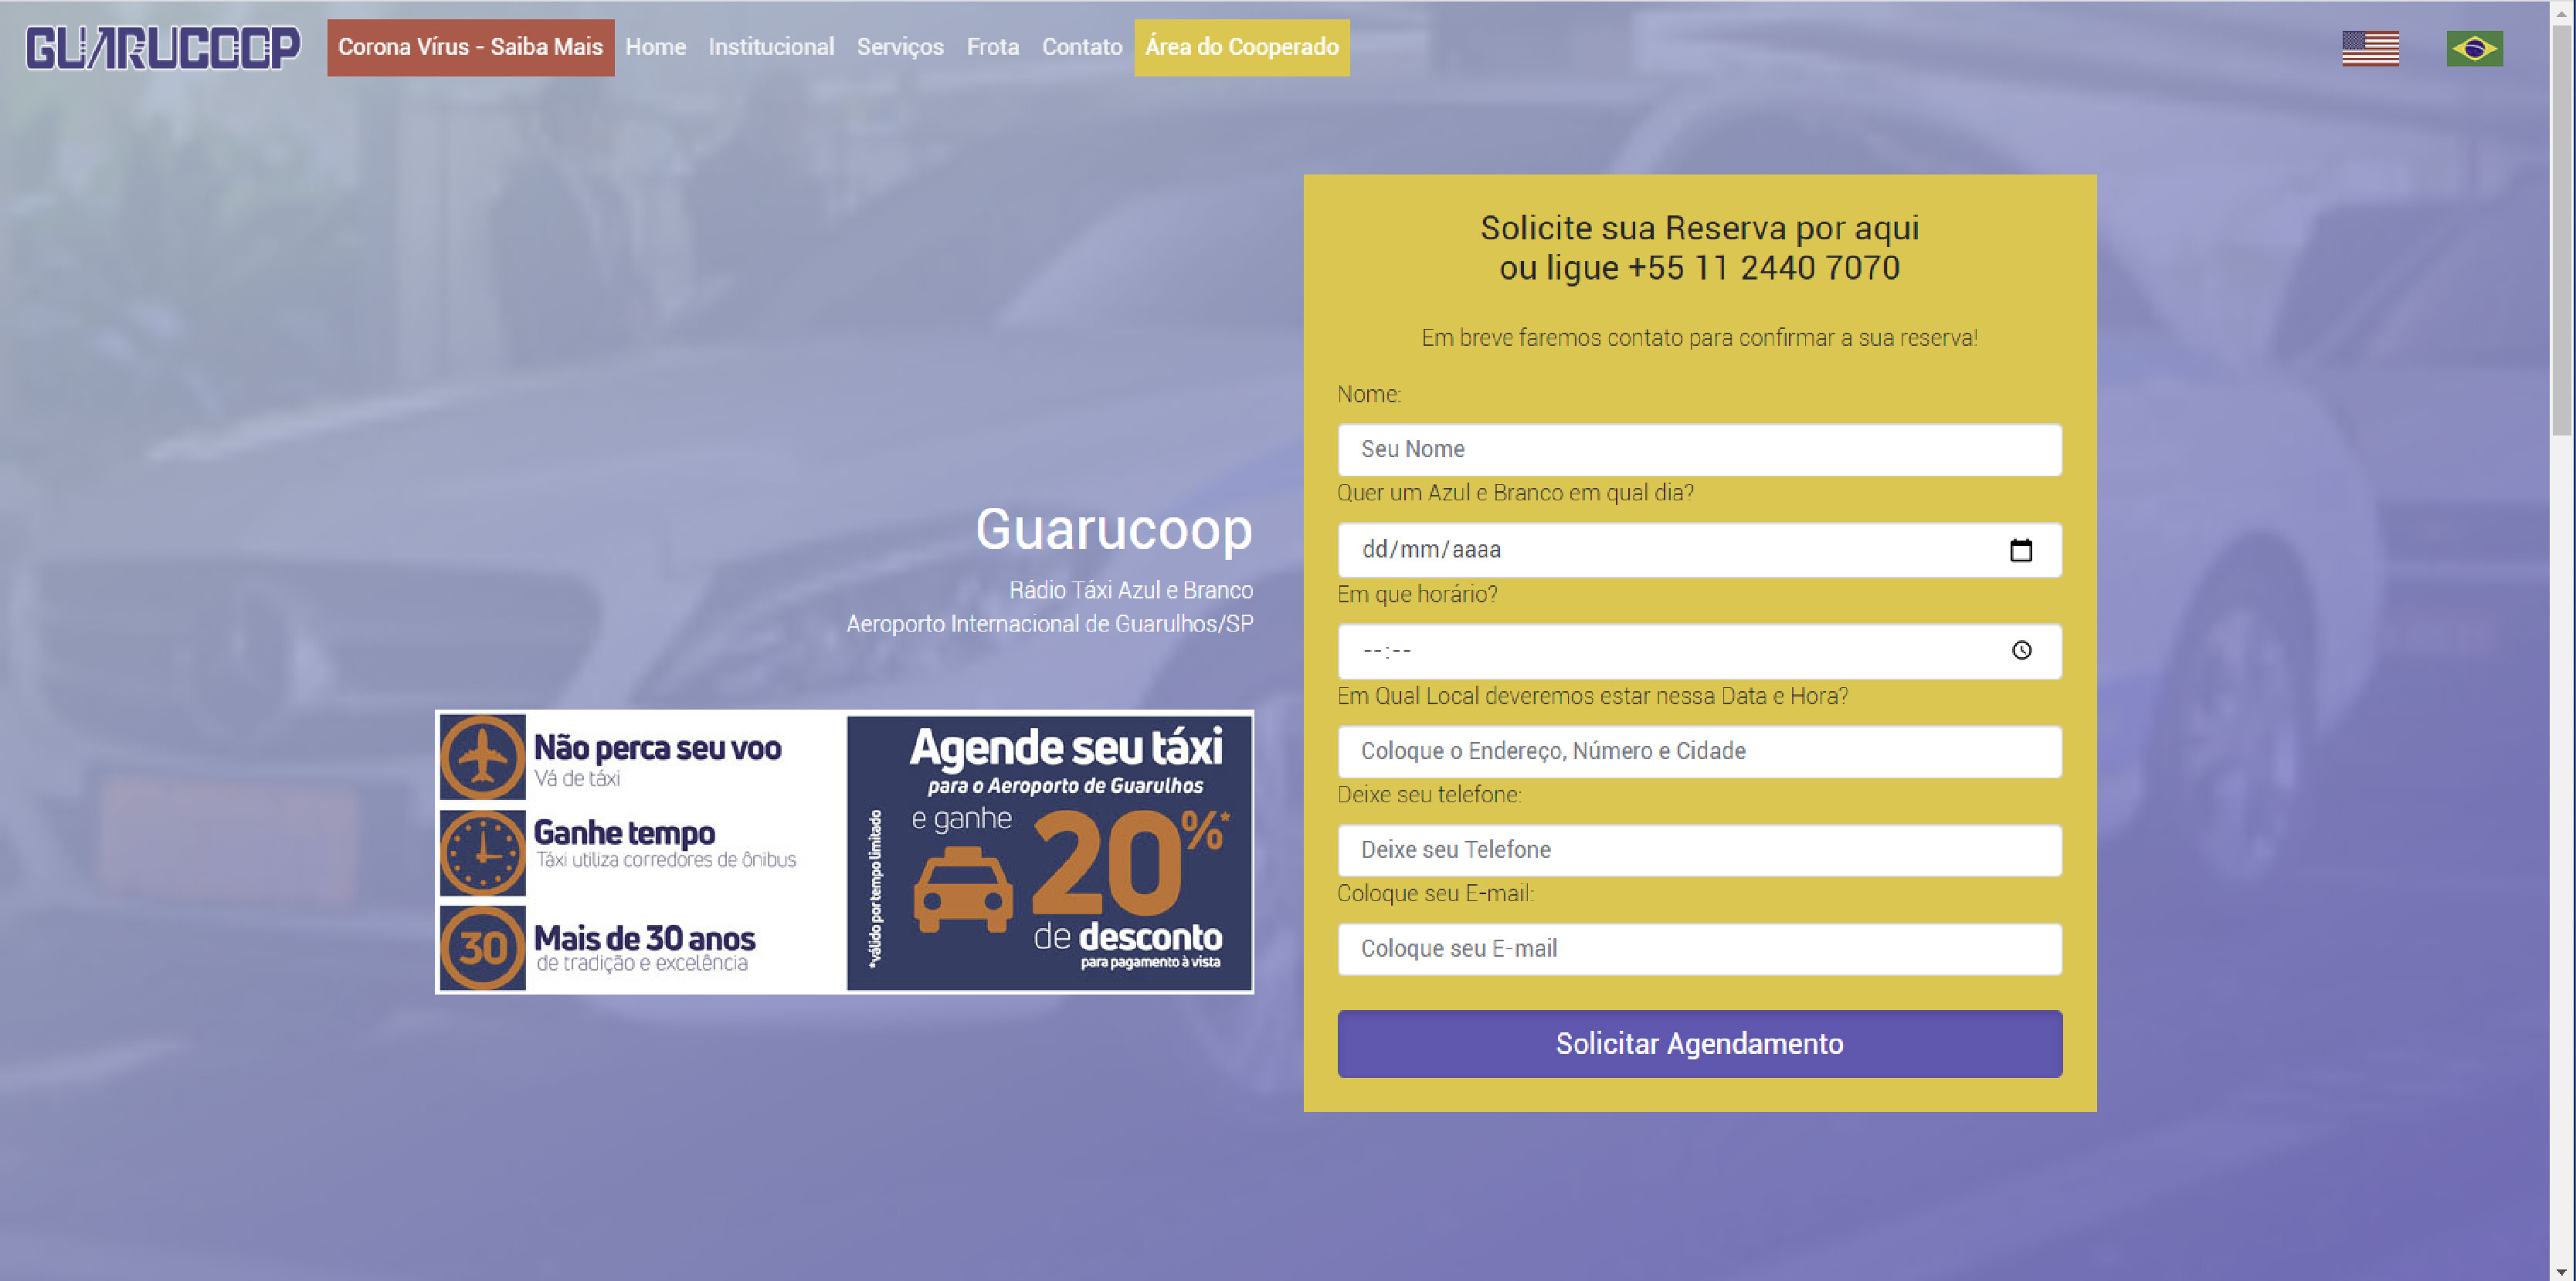 GUARUCOOP
Corona Vírus - Saiba Mais
Home
Institucional
Serviços
Frota
Contato
Área do Cooperado
Guarucoop
Rádio Táxi Azul e Branco
Aeroporto Internacional de Guarulhos/SP
Não perca seu voo
Vá de táxi
Ganhe tempo
Táxi utiliza corredores de ônibus
30
Mais de 30 anos
de tradição e excelência
Agende seu táxi
para o Aeroporto de Guarulhos
e ganhe
20%*
de desconto
para pagamento à vista
*válido por tempo limitado
Solicite sua Reserva por aqui
ou ligue +55 11 2440 7070
Em breve faremos contato para confirmar a sua reserva!
Nome:
Seu Nome
Quer um Azul e Branco em qual dia?
dd/mm/aaaa
Em que horário?
--:--
Em Qual Local deveremos estar nessa Data e Hora?
Coloque o Endereço, Número e Cidade
Deixe seu telefone:
Deixe seu Telefone
Coloque seu E-mail:
Coloque seu E-mail
Solicitar Agendamento